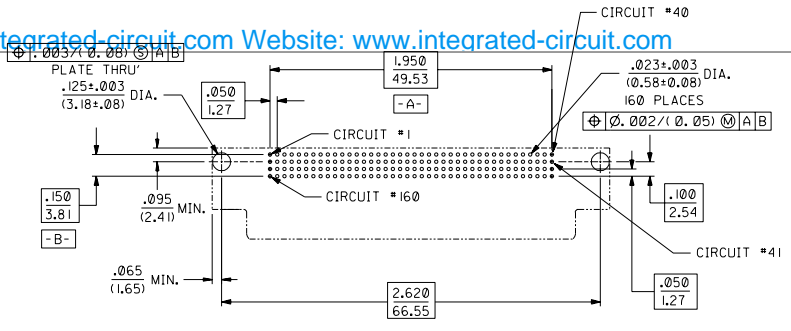 CIRCUIT #40
tegrated-circuit.com Website: www.integrated-circuit.com
⌖ .003/(0.08) Ⓢ A B
PLATE THRU'
.125±.003
(3.18±.08) DIA.
.050
1.27
1.950
49.53
-A-
.023±.003
(0.58±0.08) DIA.
160 PLACES
⌖ Ø.002/(0.05) Ⓜ A B
CIRCUIT #1
.150
3.81
-B-
.095
(2.41) MIN.
CIRCUIT #160
.100
2.54
CIRCUIT #41
.065
(1.65) MIN.
2.620
66.55
.050
1.27